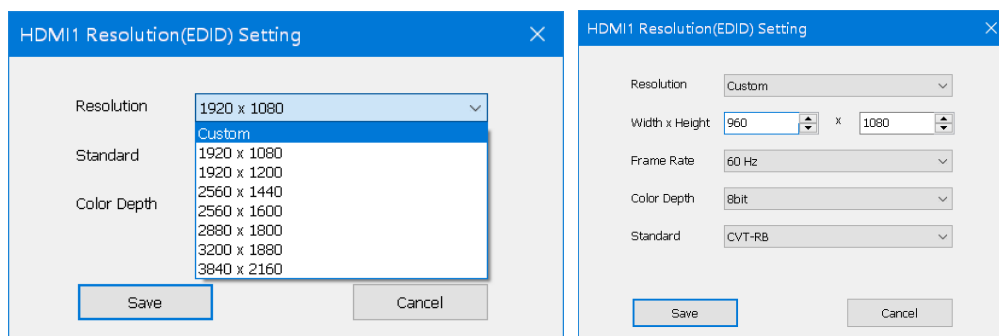 HDMI1 Resolution(EDID) Setting
Resolution 1920 x 1080
Custom
1920 x 1080
Standard
1920 x 1200
2560 x 1440
Color Depth
2560 x 1600
2880 x 1800
3200 x 1880
3840 x 2160
Save Cancel
HDMI1 Resolution(EDID) Setting
Resolution Custom
Width x Height 960 x 1080
Frame Rate 60 Hz
Color Depth 8bit
Standard CVT-RB
Save Cancel